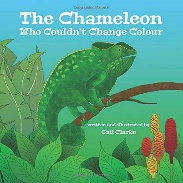 The Chameleon
Who Couldn't Change Colour
written and illustrated by
Gail Clarke